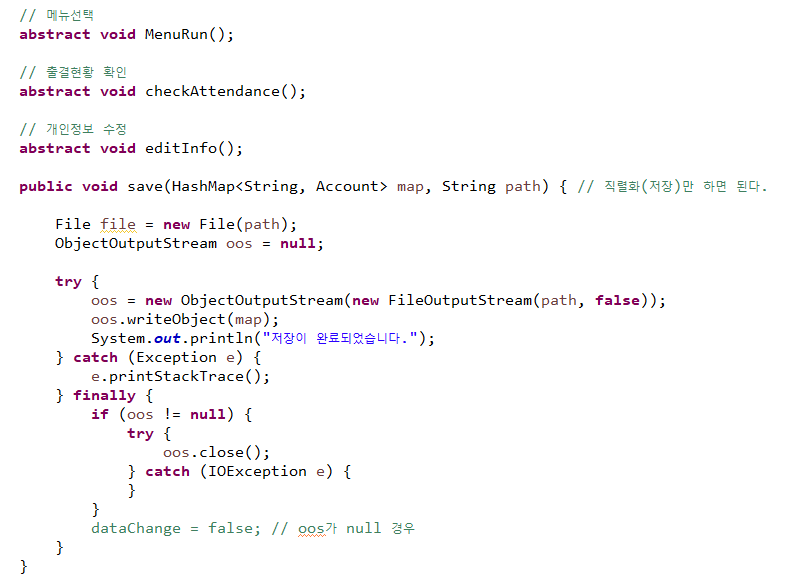 // 메뉴선택
abstract void MenuRun();
// 출결현황 확인
abstract void checkAttendance();
// 개인정보 수정
abstract void editInfo();
public void save(HashMap<String, Account> map, String path) { // 직렬화(저장)만 하면 된다.
File file = new File(path);
ObjectOutputStream oos = null;
try {
oos = new ObjectOutputStream(new FileOutputStream(path, false));
oos.writeObject(map);
System.out.println("저장이 완료되었습니다.");
} catch (Exception e) {
e.printStackTrace();
} finally {
if (oos != null) {
try {
oos.close();
} catch (IOException e) {
}
}
dataChange = false; // oos가 null 경우
}
}